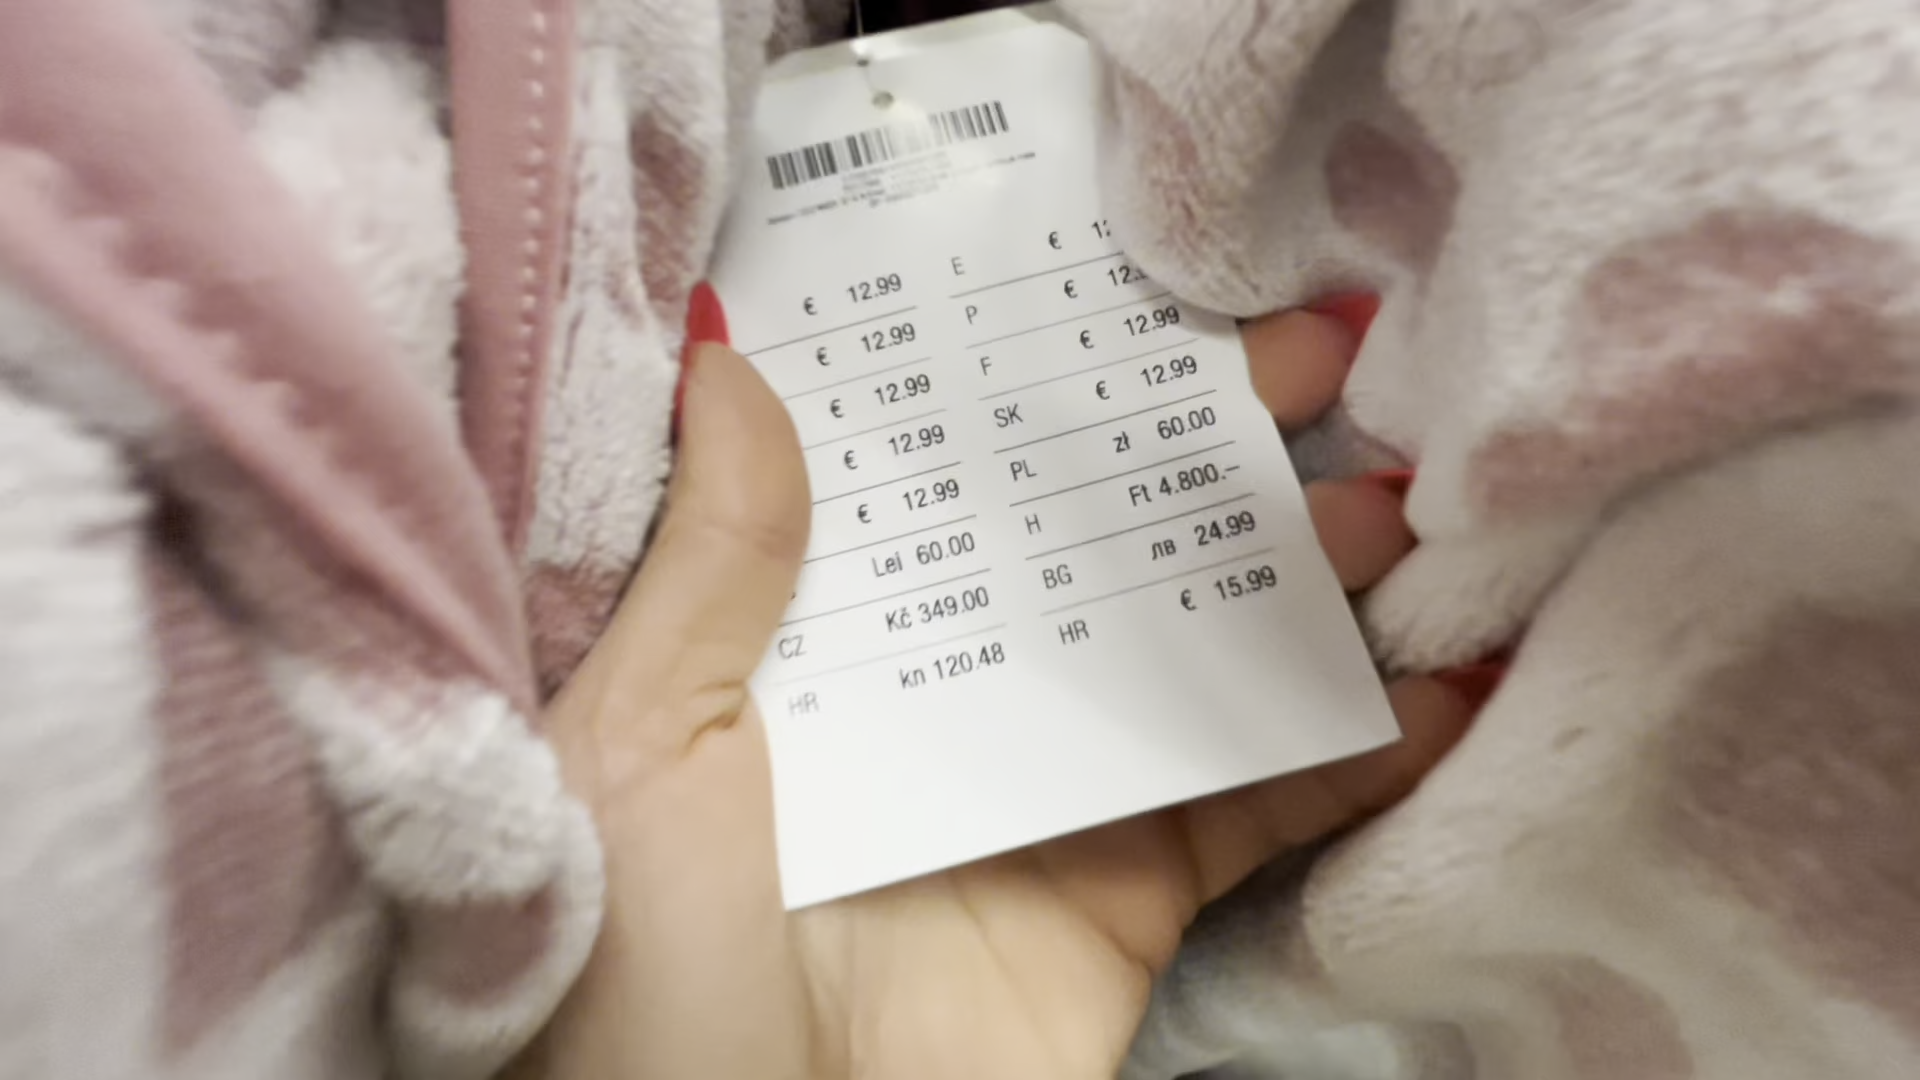 € 12.99
€ 12.99
€ 12.99
€ 12.99
€ 12.99
Lei 60.00
CZ Kč 349.00
HR kn 120.48
E €
P €
F € 12.99
SK € 12.99
PL zł 60.00
H Ft 4.800.–
BG лв 24.99
HR € 15.99